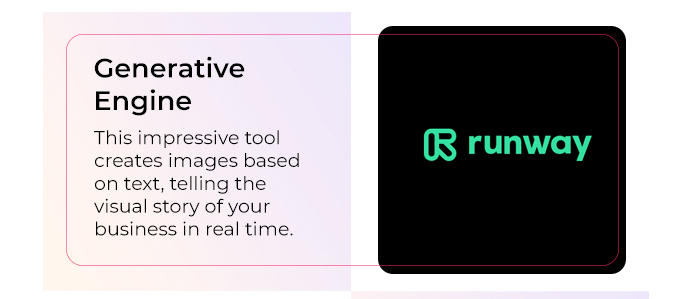 Generative
Engine
This impressive tool
creates images based
on text, telling the
visual story of your
business in real time.
runway